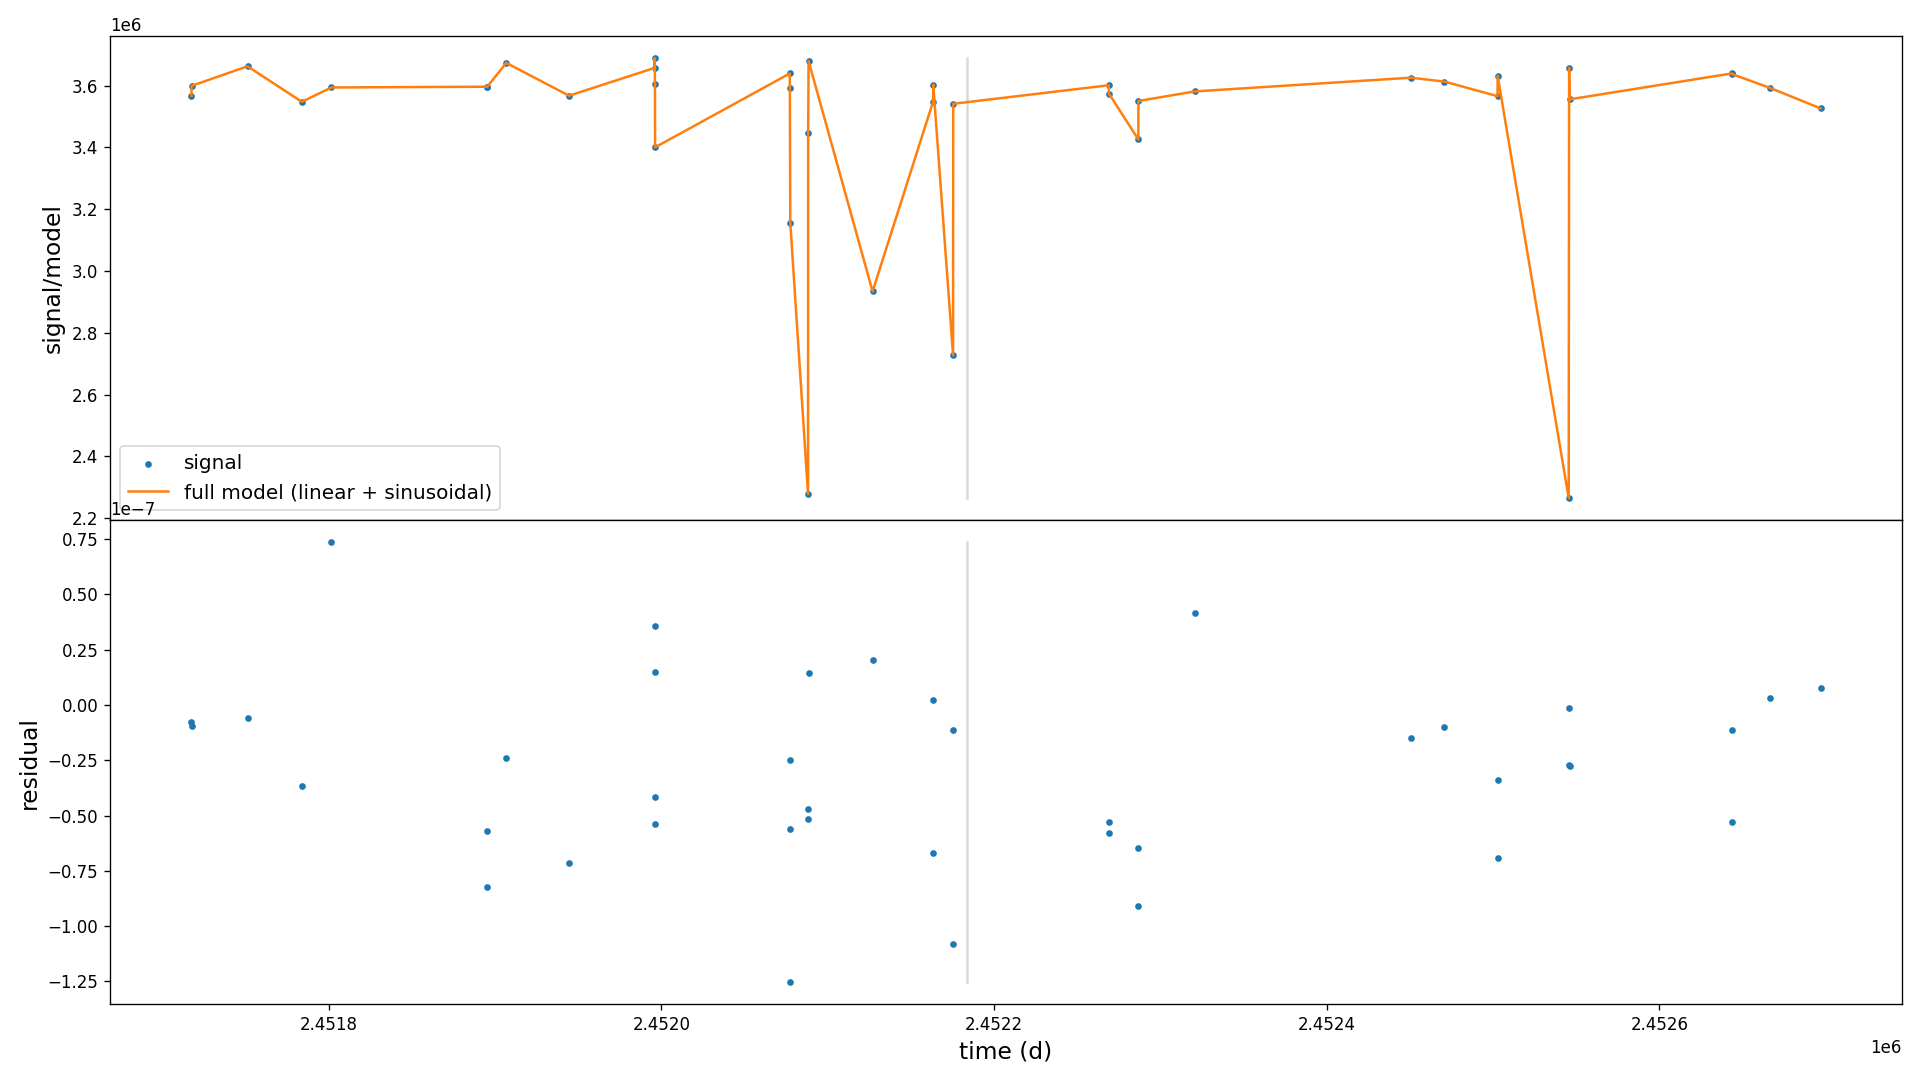 1e6
3.6
3.4
3.2
3.0
2.8
2.6
2.4
2.2
signal/model
signal
full model (linear + sinusoidal)
1e−7
0.75
0.50
0.25
0.00
−0.25
−0.50
−0.75
−1.00
−1.25
residual
2.4518
2.4520
2.4522
2.4524
2.4526
time (d)
1e6